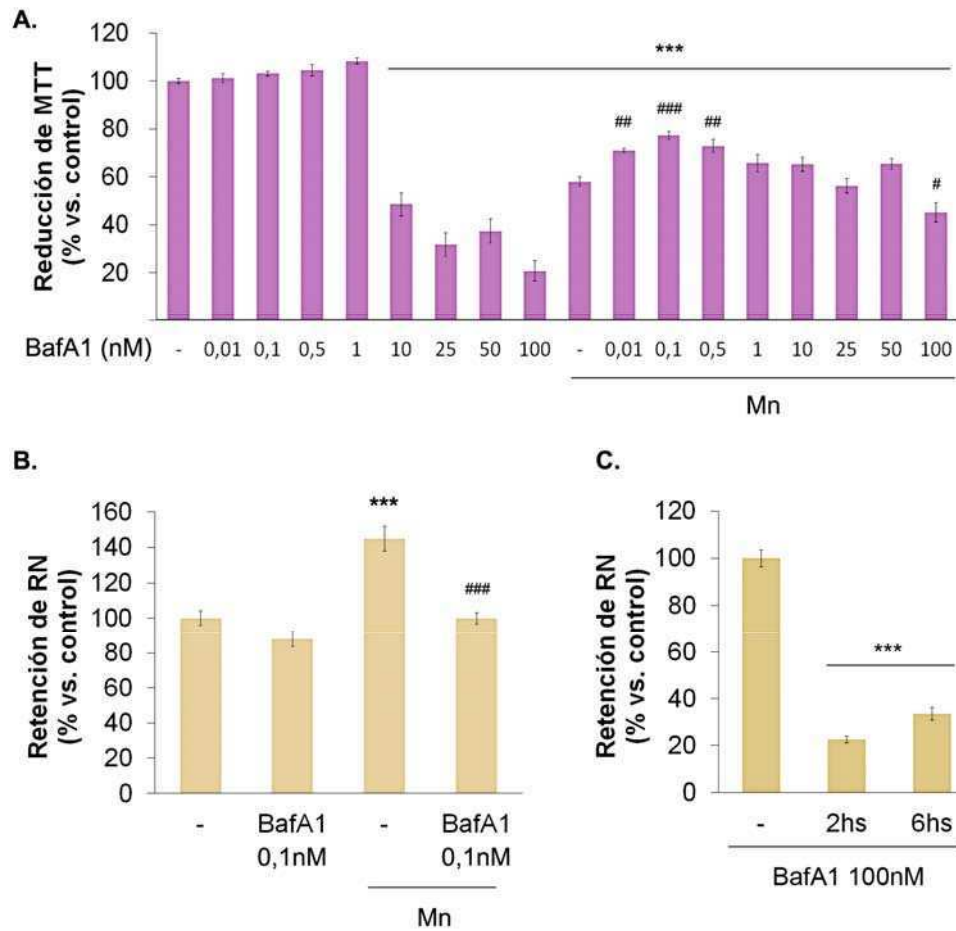 A.
Reducción de MTT
(% vs. control)
120
100
80
60
40
20
***
## ### ##
#
BafA1 (nM) - 0,01 0,1 0,5 1 10 25 50 100 - 0,01 0,1 0,5 1 10 25 50 100
Mn
B.
Retención de RN
(% vs. control)
160
140
120
100
80
60
40
20
0
***
###
- BafA1 - BafA1
0,1nM 0,1nM
Mn
C.
Retención de RN
(% vs. control)
120
100
80
60
40
20
0
***
- 2hs 6hs
BafA1 100nM